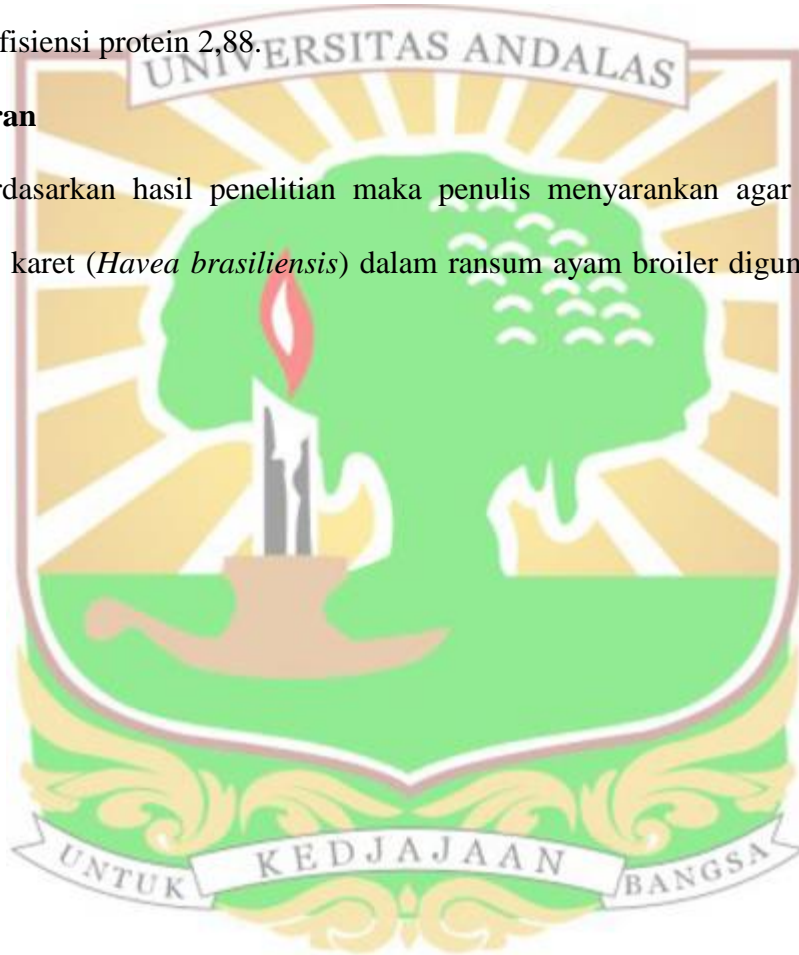 fisiensi protein 2,88.
UNIVERSITAS ANDALAS
ran
rdasarkan hasil penelitian maka penulis menyarankan agar
karet (Havea brasiliensis) dalam ransum ayam broiler digun
UNTUK KEDJAJAAN BANGSA